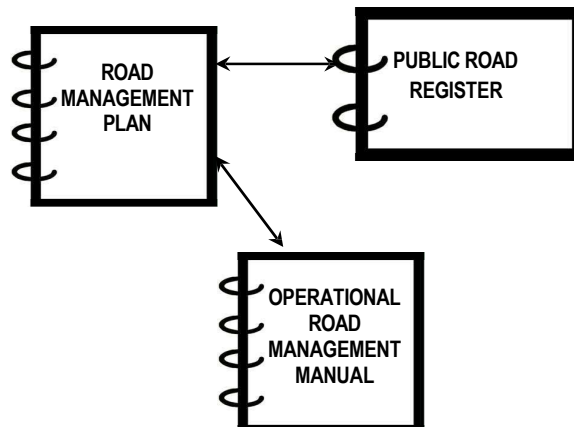 ROAD
MANAGEMENT
PLAN
PUBLIC ROAD
REGISTER
OPERATIONAL
ROAD
MANAGEMENT
MANUAL